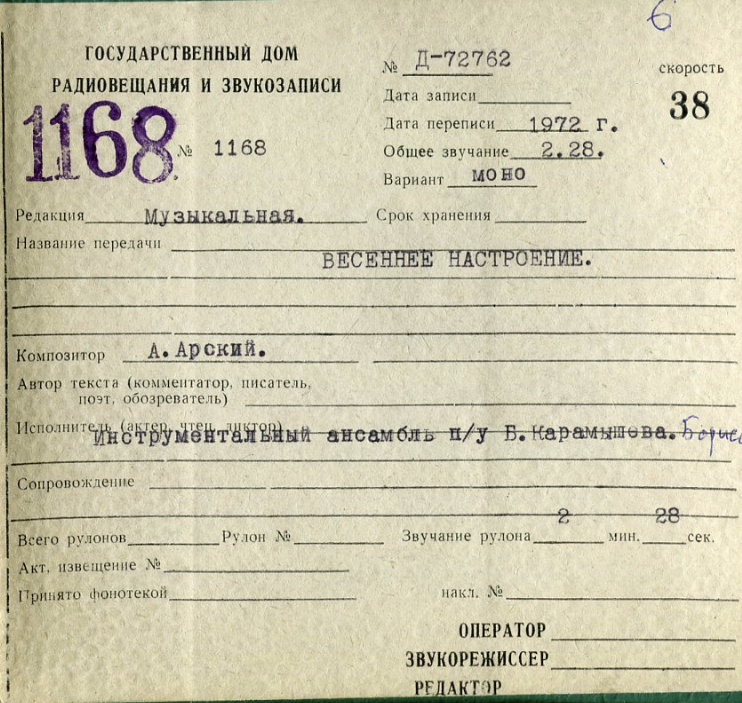 6
ГОСУДАРСТВЕННЫЙ ДОМ
РАДИОВЕЩАНИЯ И ЗВУКОЗАПИСИ
1168 № 1168
№ Д-72762
скорость
38
Дата записи
Дата переписи 1972 г.
Общее звучание 2.28.
Вариант моно
Редакция Музыкальная. Срок хранения
Название передачи
ВЕСЕННЕЕ НАСТРОЕНИЕ.
Композитор А.Арский.
Автор текста (комментатор, писатель,
поэт, обозреватель)
Исполнитель (актер, чтец, диктор)
Инструментальный ансамбль п/у Б.Карамышева.
Сопровождение
Всего рулонов Рулон № Звучание рулона 2 мин. 28 сек.
Акт. извещение №
Принято фонотекой накл. №
ОПЕРАТОР
ЗВУКОРЕЖИССЕР
РЕДАКТОР